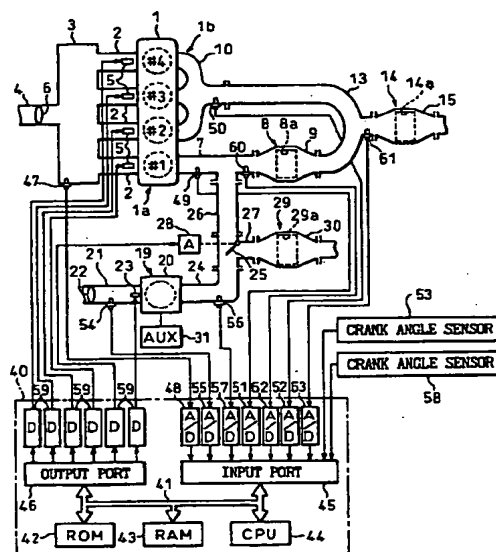 1
1b
3
2
10
4
6
#4
13
14
14a
15
5
#3
50
2
8
8a
9
#2
7
60
61
5
#1
47
2
1a
49
29
29a
26
27
30
28
A
19
20
21
23
24
25
22
54
56
AUX
31
53
CRANK ANGLE SENSOR
CRANK ANGLE SENSOR
58
40
59
59
59
48
55
57
51
62
52
63
D
D
D
D
D
D
A/D
A/D
A/D
A/D
A/D
A/D
A/D
OUTPUT PORT
INPUT PORT
46
41
45
ROM
RAM
CPU
42
43
44